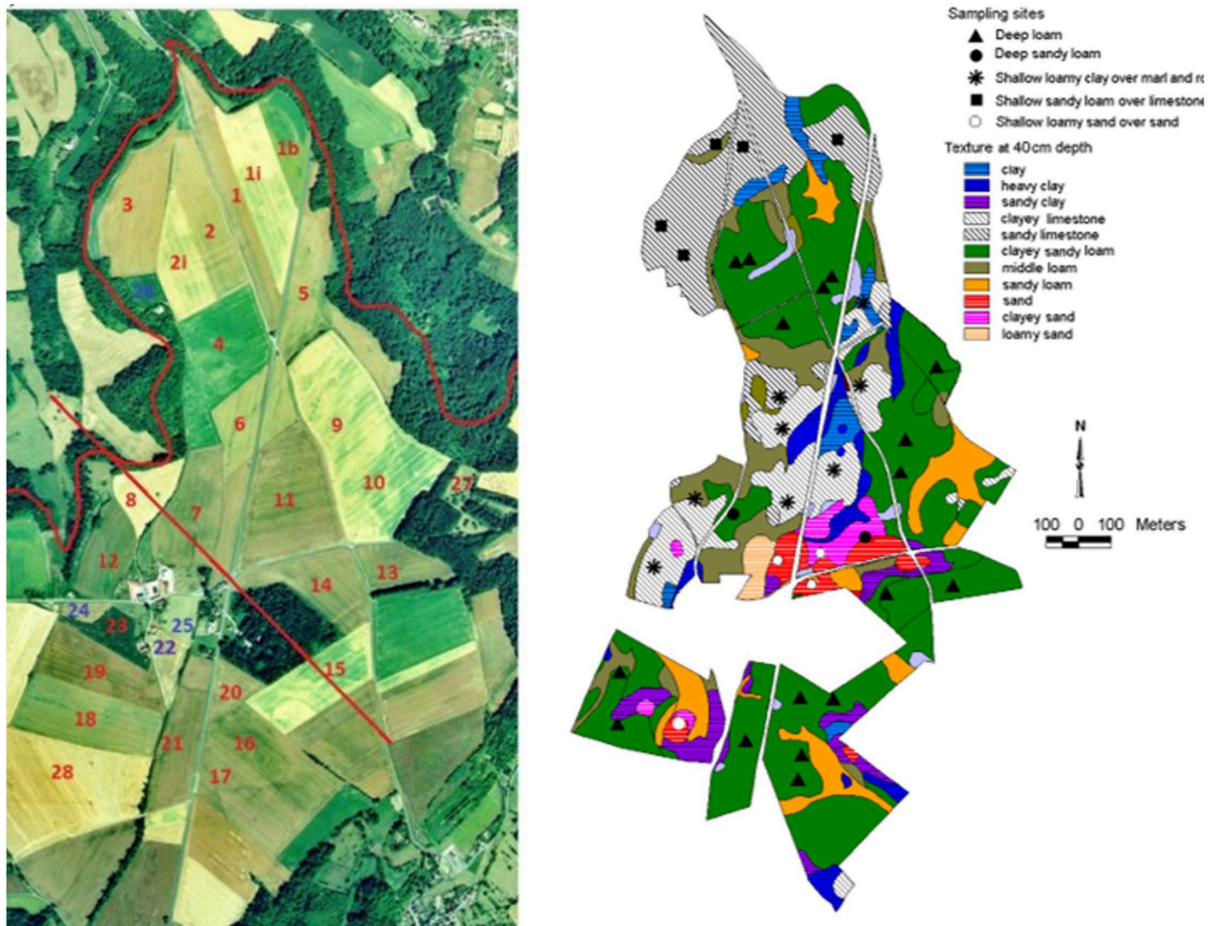 3
2
2i
1
1i
1b
5
26
4
6
9
10
27
11
8
7
12
13
14
24
23
25
22
19
18
28
15
20
21
16
17
Sampling sites
Deep loam
Deep sandy loam
Shallow loamy clay over marl and ro
Shallow sandy loam over limestone
Shallow loamy sand over sand
Texture at 40cm depth
clay
heavy clay
sandy clay
clayey limestone
sandy limestone
clayey sandy loam
middle loam
sandy loam
sand
clayey sand
loamy sand
N
100 0 100 Meters